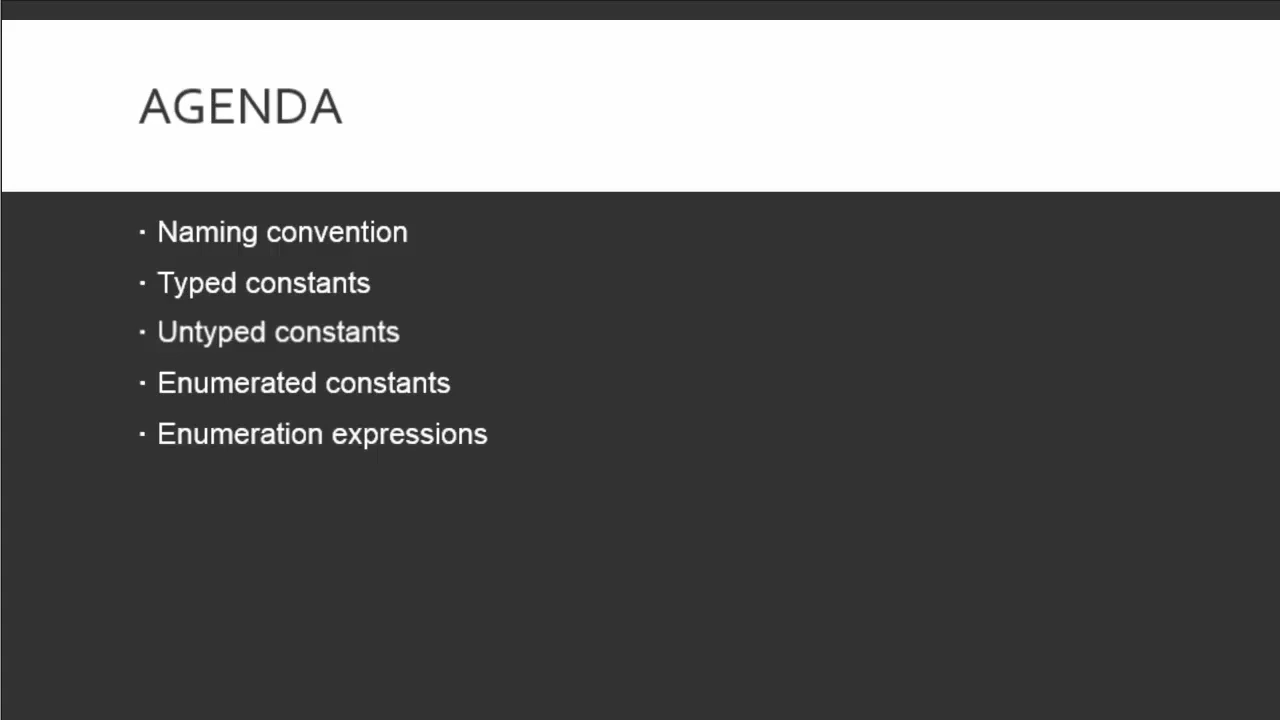 AGENDA
· Naming convention
· Typed constants
· Untyped constants
· Enumerated constants
· Enumeration expressions